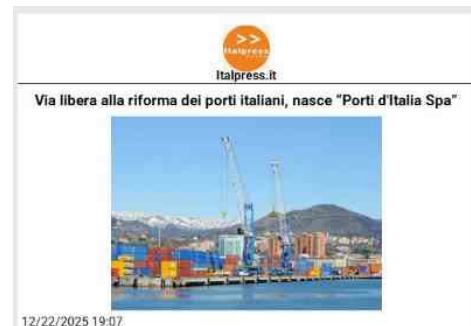 >>
Italpress
Italpress.it
Via libera alla riforma dei porti italiani, nasce "Porti d'Italia Spa"
12/22/2025 19:07